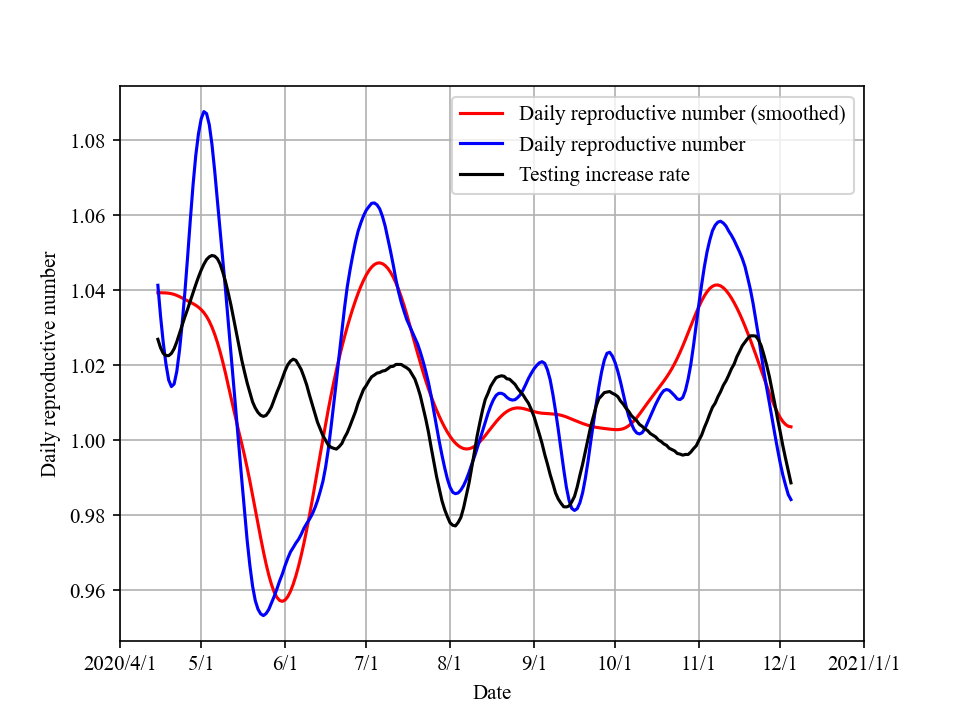 Daily reproductive number (smoothed)
Daily reproductive number
Testing increase rate
Daily reproductive number
1.08
1.06
1.04
1.02
1.00
0.98
0.96
2020/4/1 5/1 6/1 7/1 8/1 9/1 10/1 11/1 12/1 2021/1/1
Date